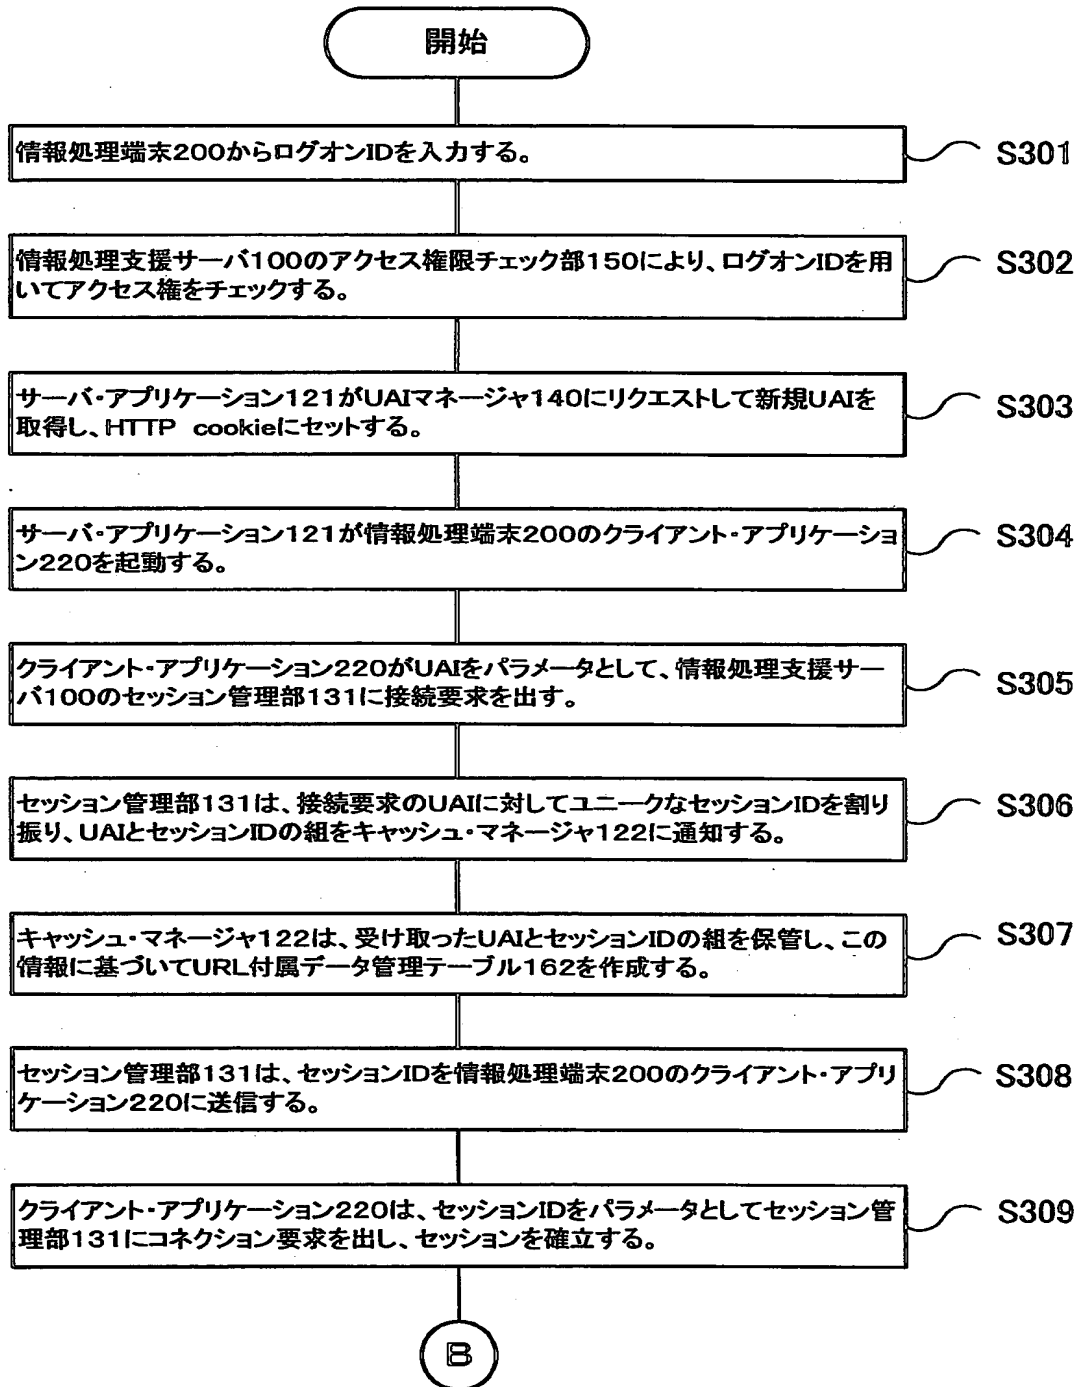 開始
情報処理端末200からログオンIDを入力する。
S301
情報処理支援サーバ100のアクセス権限チェック部150により、ログオンIDを用
いてアクセス権をチェックする。
S302
サーバ・アプリケーション121がUAIマネージャ140にリクエストして新規UAIを
取得し、HTTP cookieにセットする。
S303
サーバ・アプリケーション121が情報処理端末200のクライアント・アプリケーショ
ン220を起動する。
S304
クライアント・アプリケーション220がUAIをパラメータとして、情報処理支援サー
バ100のセッション管理部131に接続要求を出す。
S305
セッション管理部131は、接続要求のUAIに対してユニークなセッションIDを割り
振り、UAIとセッションIDの組をキャッシュ・マネージャ122に通知する。
S306
キャッシュ・マネージャ122は、受け取ったUAIとセッションIDの組を保管し、この
情報に基づいてURL付属データ管理テーブル162を作成する。
S307
セッション管理部131は、セッションIDを情報処理端末200のクライアント・アプリ
ケーション220に送信する。
S308
クライアント・アプリケーション220は、セッションIDをパラメータとしてセッション管
理部131にコネクション要求を出し、セッションを確立する。
S309
B